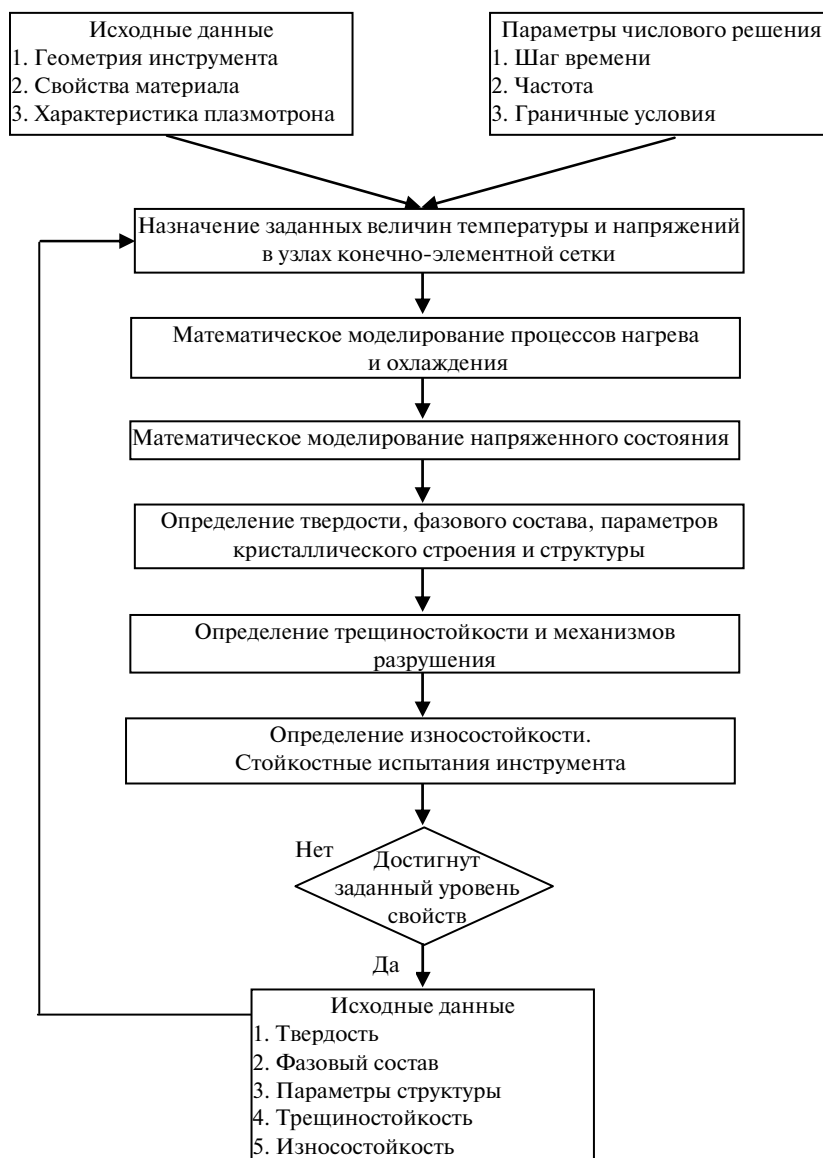 Исходные данные
1. Геометрия инструмента
2. Свойства материала
3. Характеристика плазмотрона
Параметры числового решения
1. Шаг времени
2. Частота
3. Граничные условия
Назначение заданных величин температуры и напряжений
в узлах конечно-элементной сетки
Математическое моделирование процессов нагрева
и охлаждения
Математическое моделирование напряженного состояния
Определение твердости, фазового состава, параметров
кристаллического строения и структуры
Определение трещиностойкости и механизмов
разрушения
Определение износостойкости.
Стойкостные испытания инструмента
Нет
Достигнут
заданный уровень
свойств
Да
Исходные данные
1. Твердость
2. Фазовый состав
3. Параметры структуры
4. Трещиностойкость
5. Износостойкость